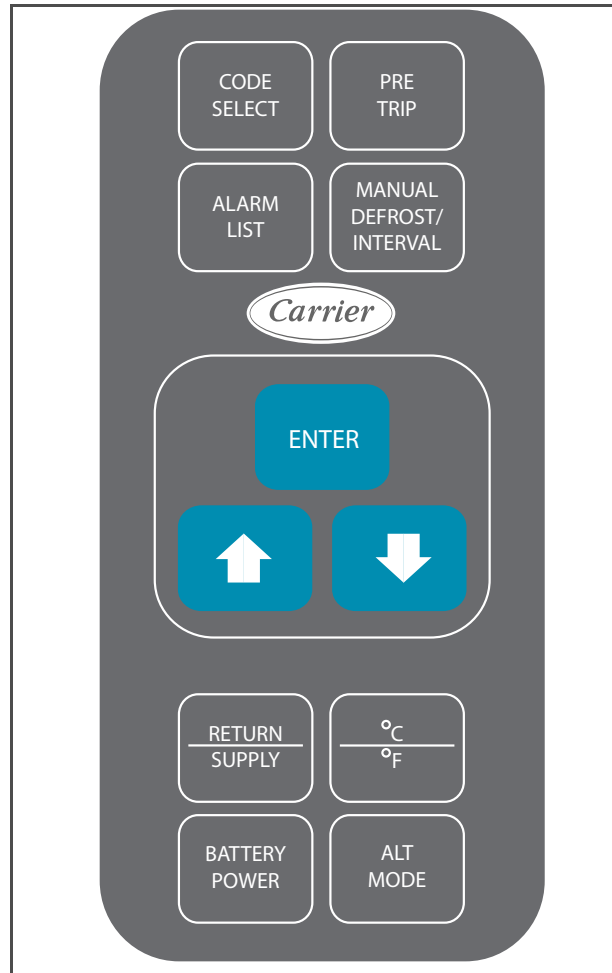 CODE
SELECT
PRE
TRIP
ALARM
LIST
MANUAL
DEFROST/
INTERVAL
Carrier
ENTER
RETURN
SUPPLY
°C
°F
BATTERY
POWER
ALT
MODE